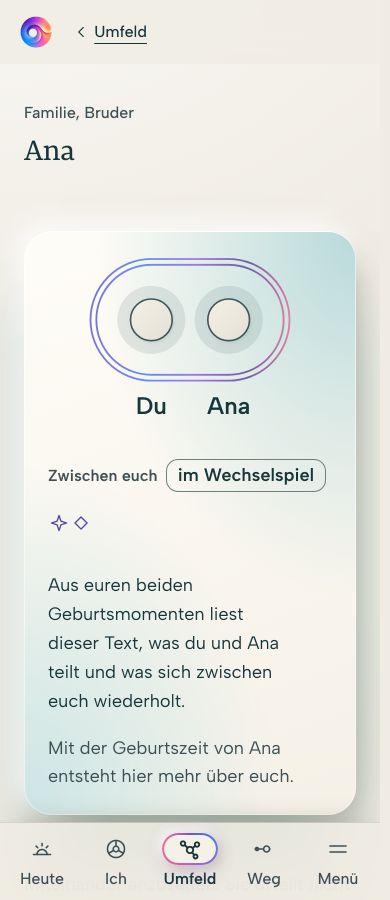 Umfeld
Familie, Bruder
Ana
Du Ana
Zwischen euch im Wechselspiel
Aus euren beiden
Geburtsmomenten liest
dieser Text, was du und Ana
teilt und was sich zwischen
euch wiederholt.
Mit der Geburtszeit von Ana
entsteht hier mehr über euch.
Heute Ich Umfeld Weg Menü